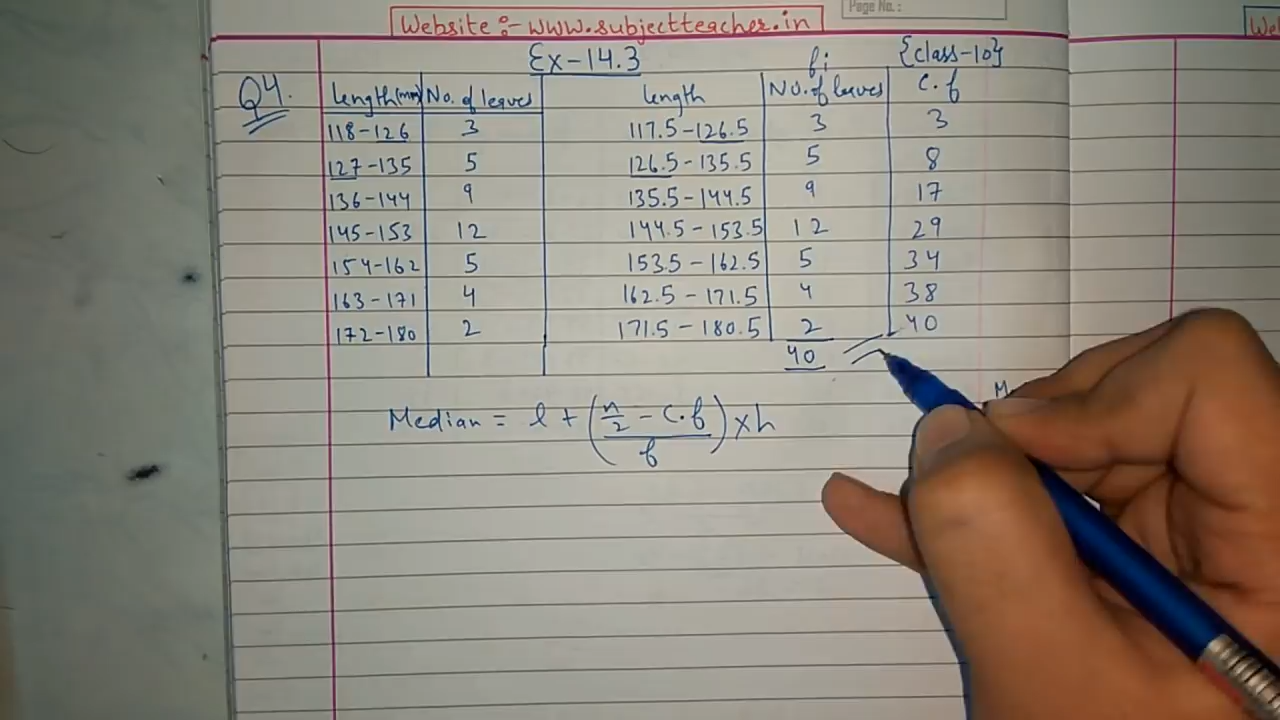 Page No. :
Website :- www.subjectteacher.in
Ex-14.3 {class-10}
fi
Q4. length(mm) No. of leaves length No. of leaves C.f
118-126 3 117.5-126.5 3 3
127-135 5 126.5-135.5 5 8
136-144 9 135.5-144.5 9 17
145-153 12 144.5-153.5 12 29
154-162 5 153.5-162.5 5 34
163-171 4 162.5-171.5 4 38
172-180 2 171.5-180.5 2 40
40
Median = l + (n/2 - C.f / f) × h